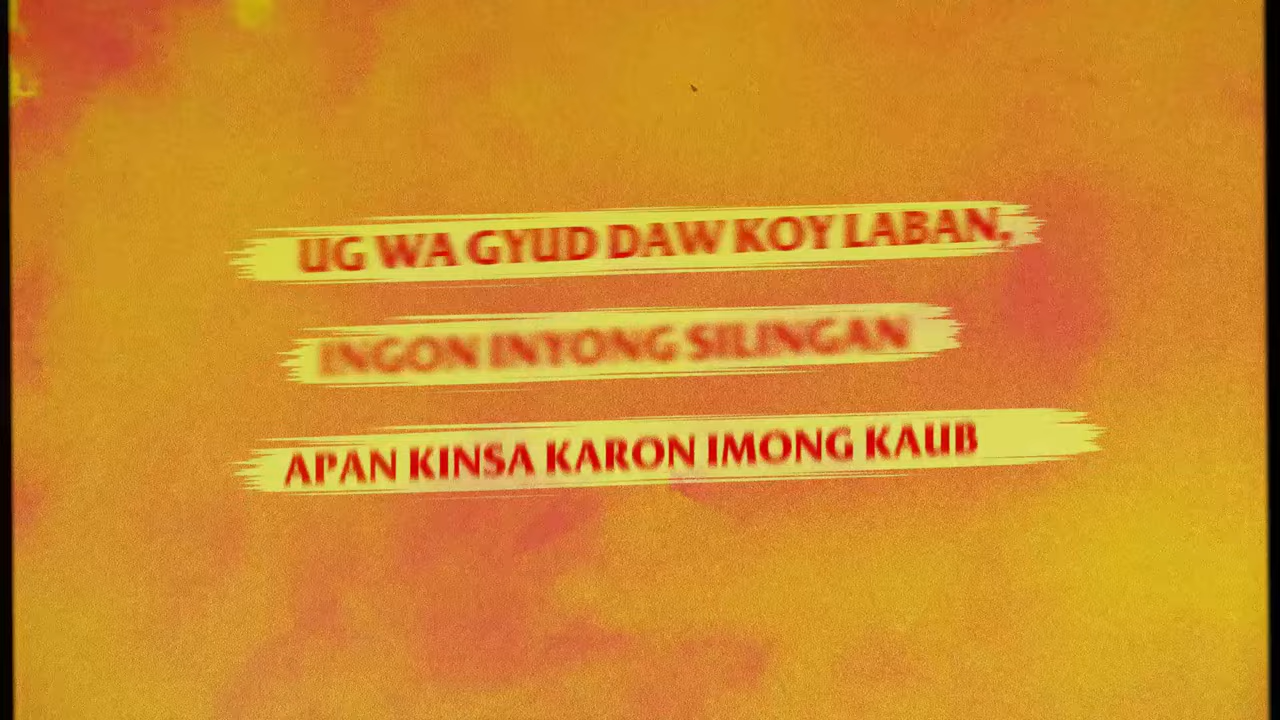 UG WA GYUD DAW KOY LABAN,
INGON INYONG SILINGAN
APAN KINSA KARON IMONG KAUB